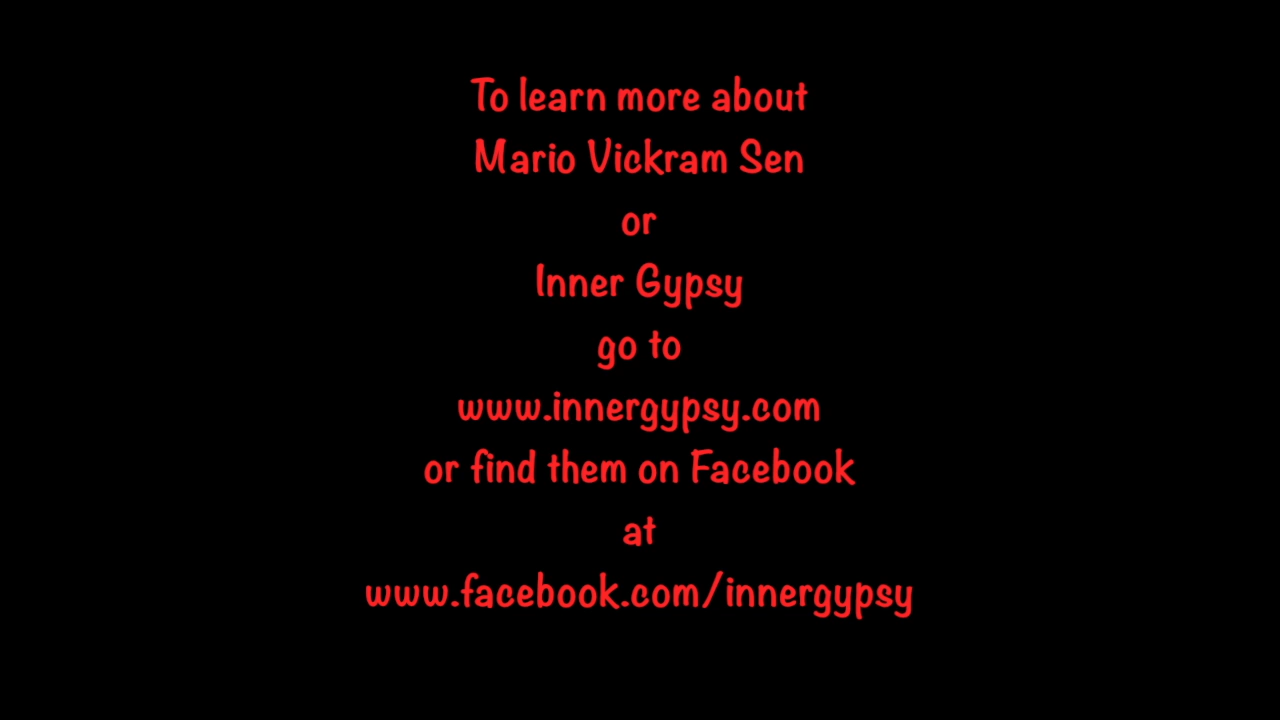 To learn more about
Mario Vickram Sen
or
Inner Gypsy
go to
www.innergypsy.com
or find them on Facebook
at
www.facebook.com/innergypsy